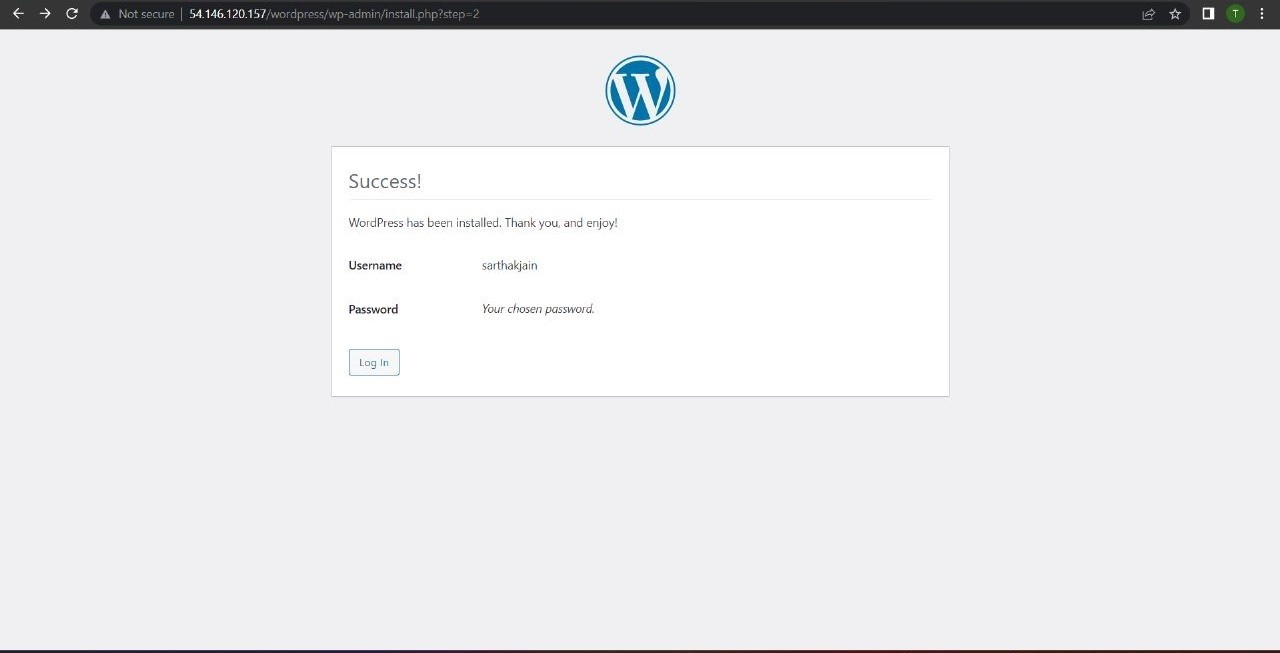 Not secure 54.146.120.157/wordpress/wp-admin/install.php?step=2
T
W
Success!
WordPress has been installed. Thank you, and enjoy!
Username sarthakjain
Password Your chosen password.
Log In